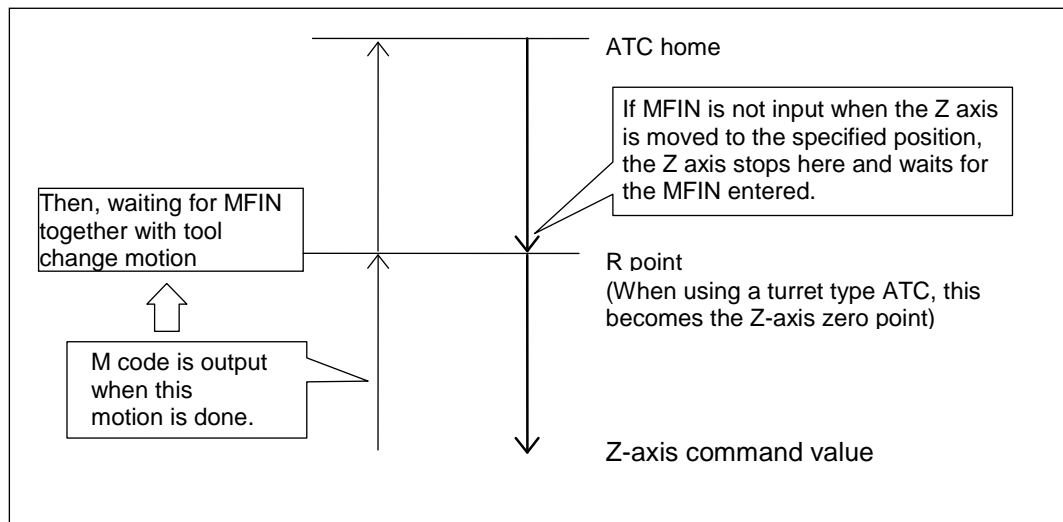 ATC home
If MFIN is not input when the Z axis
is moved to the specified position,
the Z axis stops here and waits for
the MFIN entered.
Then, waiting for MFIN
together with tool
change motion
R point
(When using a turret type ATC, this
becomes the Z-axis zero point)
M code is output
when this
motion is done.
Z-axis command value